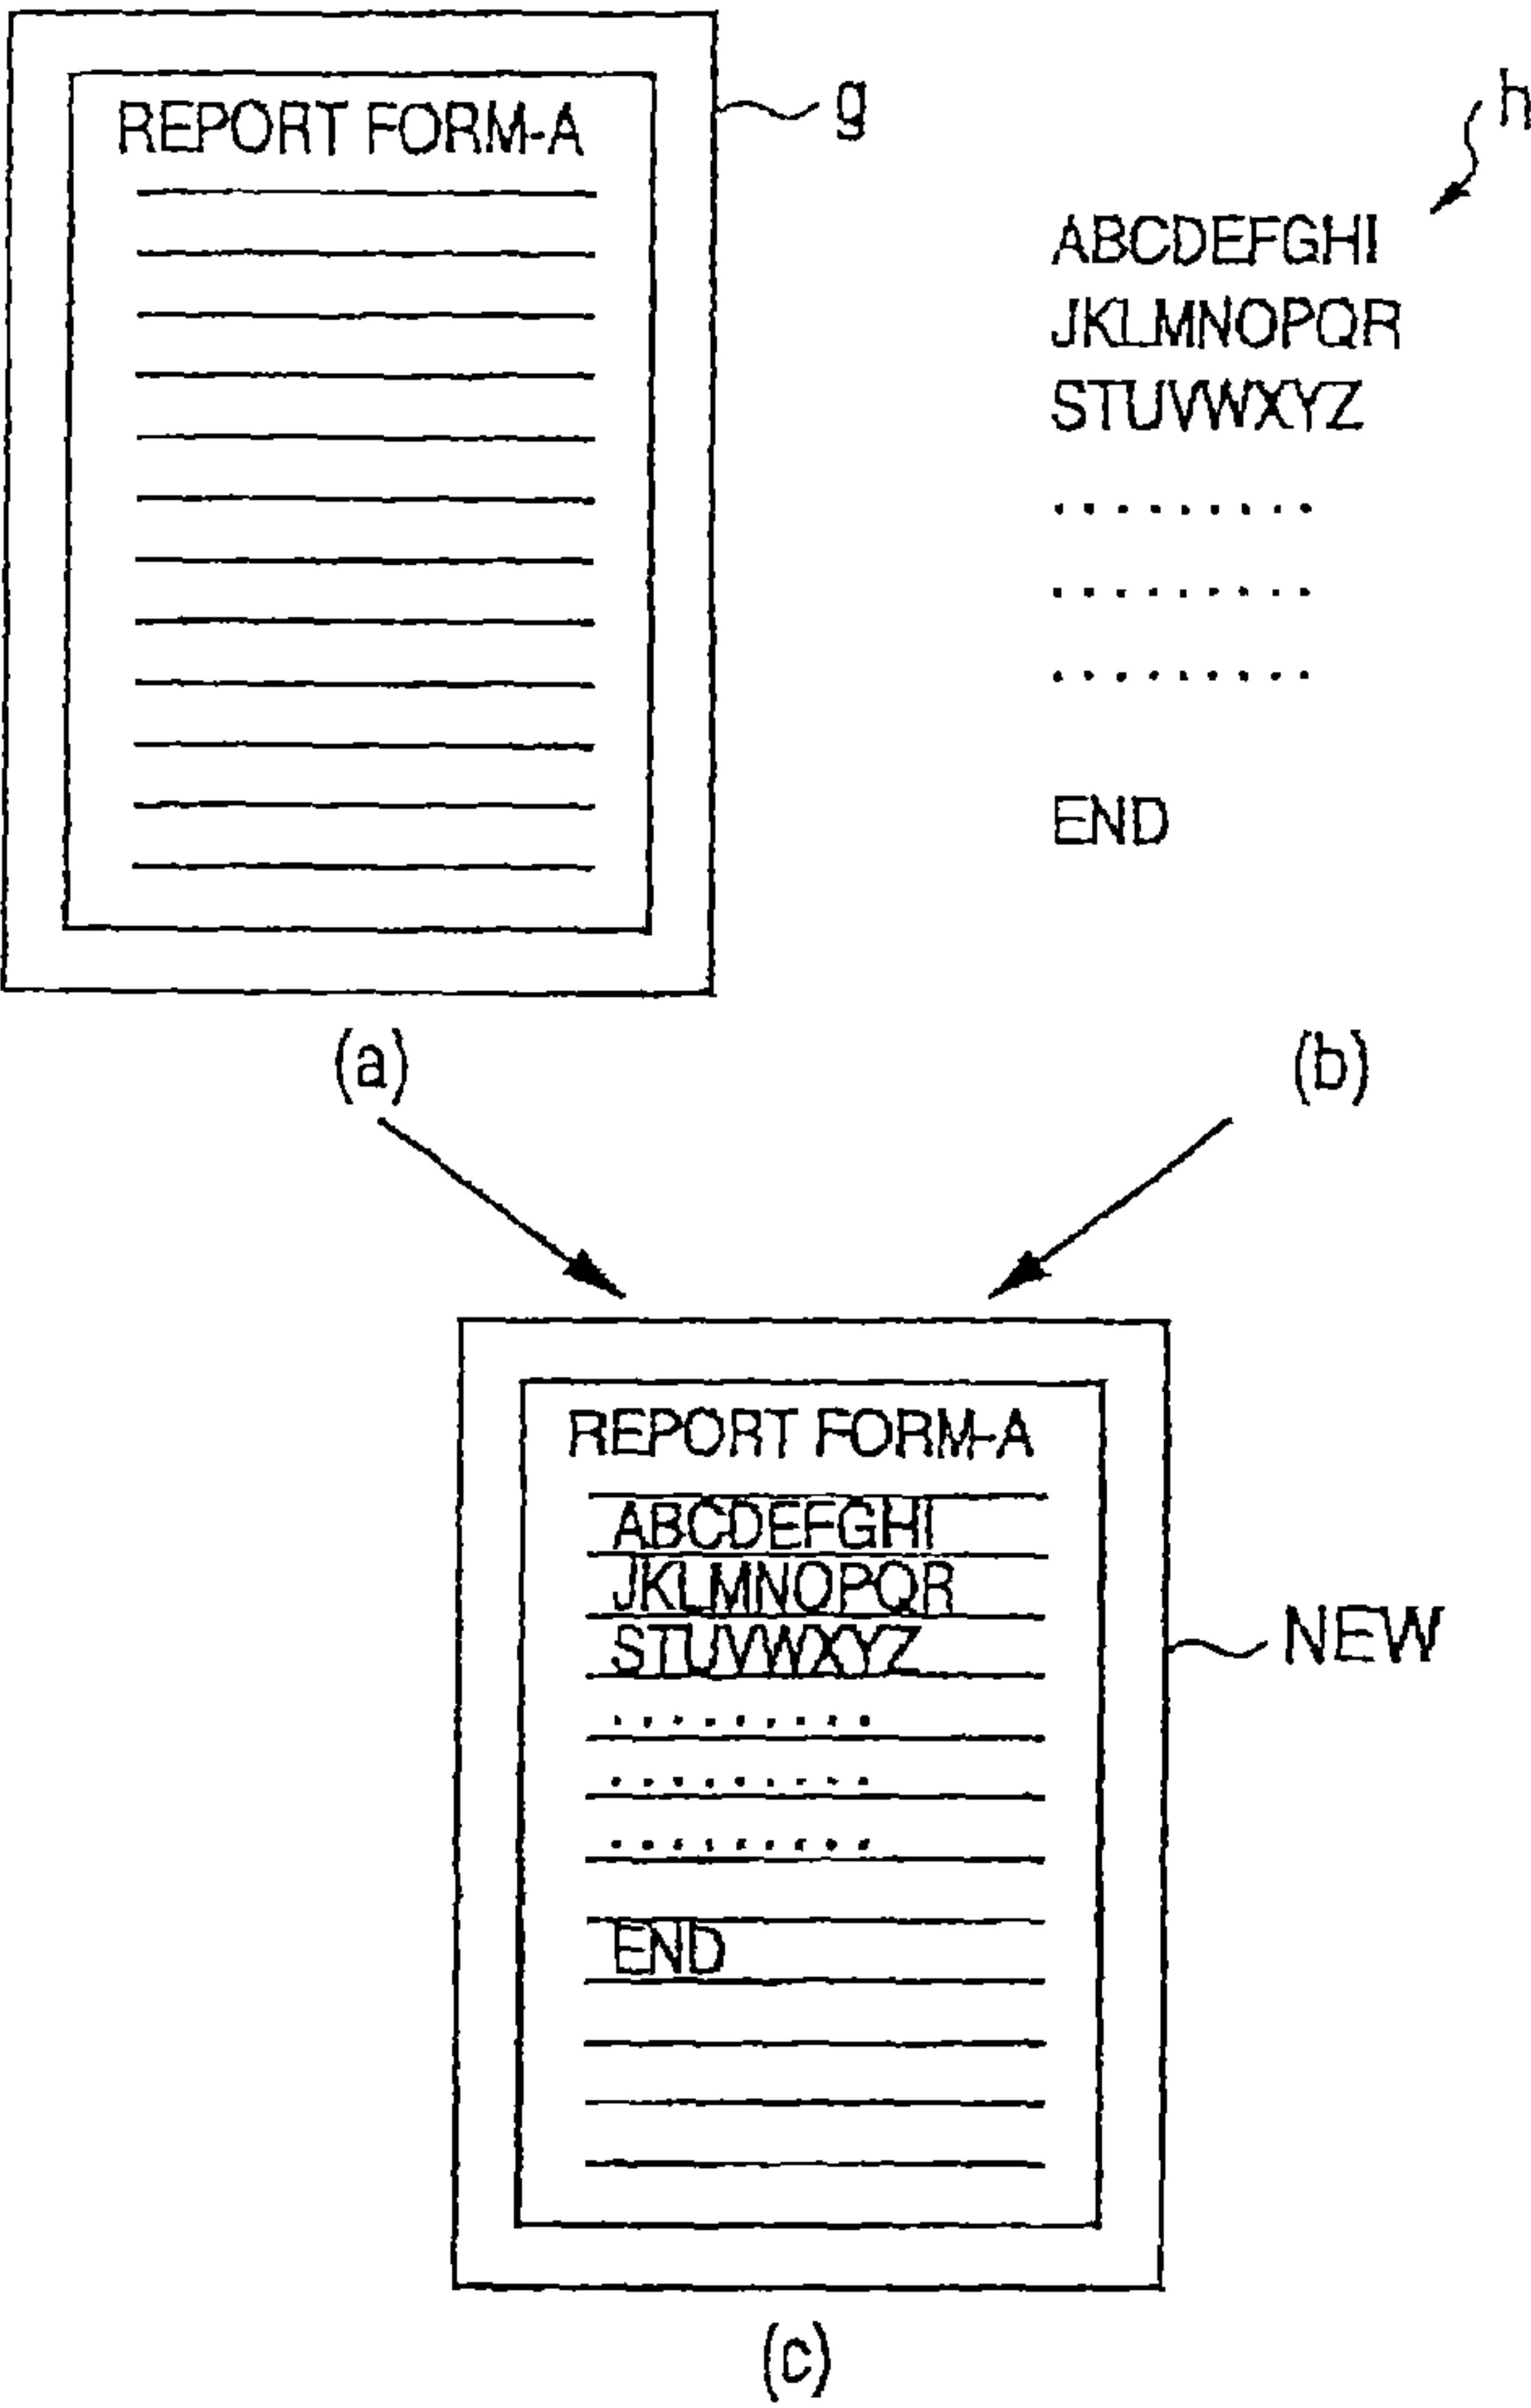 REPORT FORM-A
g
h
ABCDEFGHI
JKLMNOPQR
STUVWXYZ
.........
.........
.........
END
(a)
(b)
REPORT FORM-A
ABCDEFGHI
JKLMNOPQR
STUVWXYZ
.........
.........
.........
END
NEW
(c)